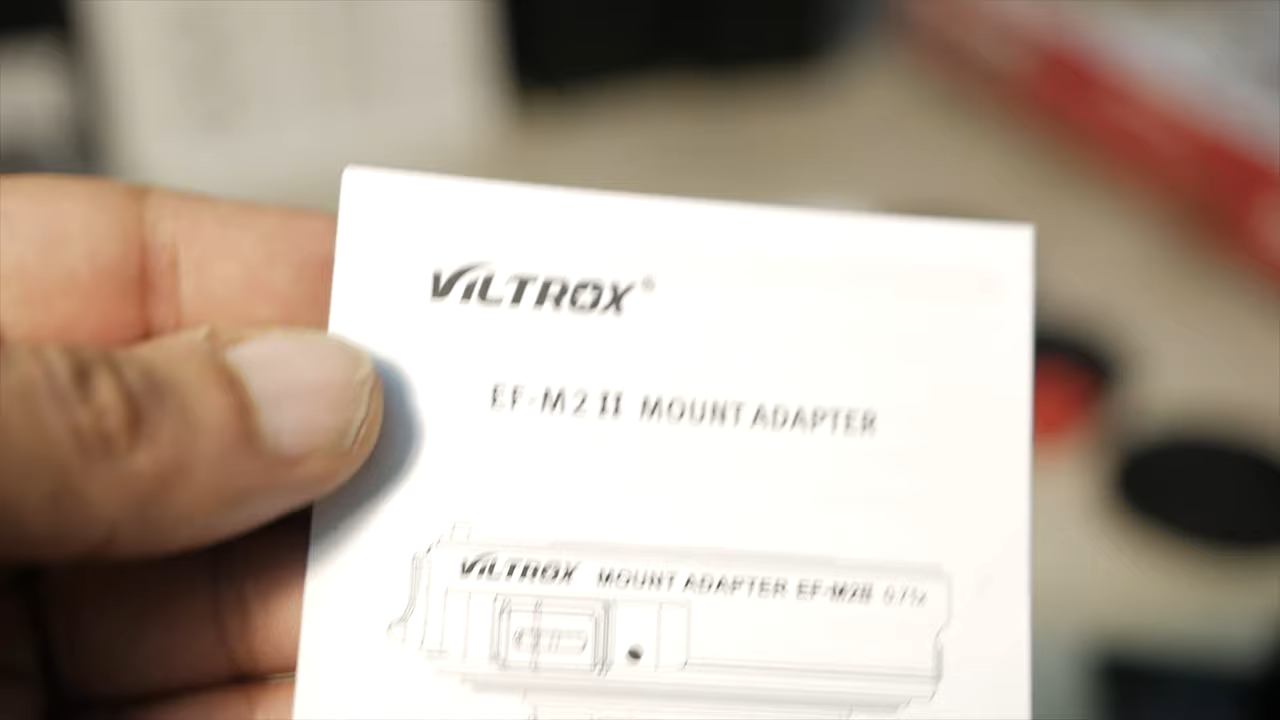 VILTROX®
EF-M2 II MOUNT ADAPTER
VILTROX MOUNT ADAPTER EF-M2II 0.71x